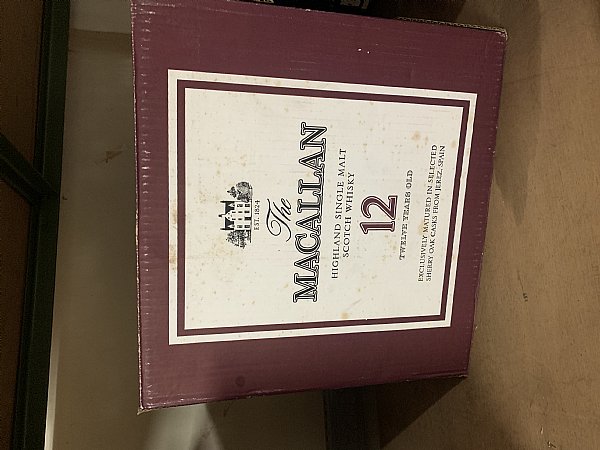 EST. 1824
The
MACALLAN
HIGHLAND SINGLE MALT
SCOTCH WHISKY
12
TWELVE YEARS OLD
EXCLUSIVELY MATURED IN SELECTED
SHERRY OAK CASKS FROM JEREZ, SPAIN